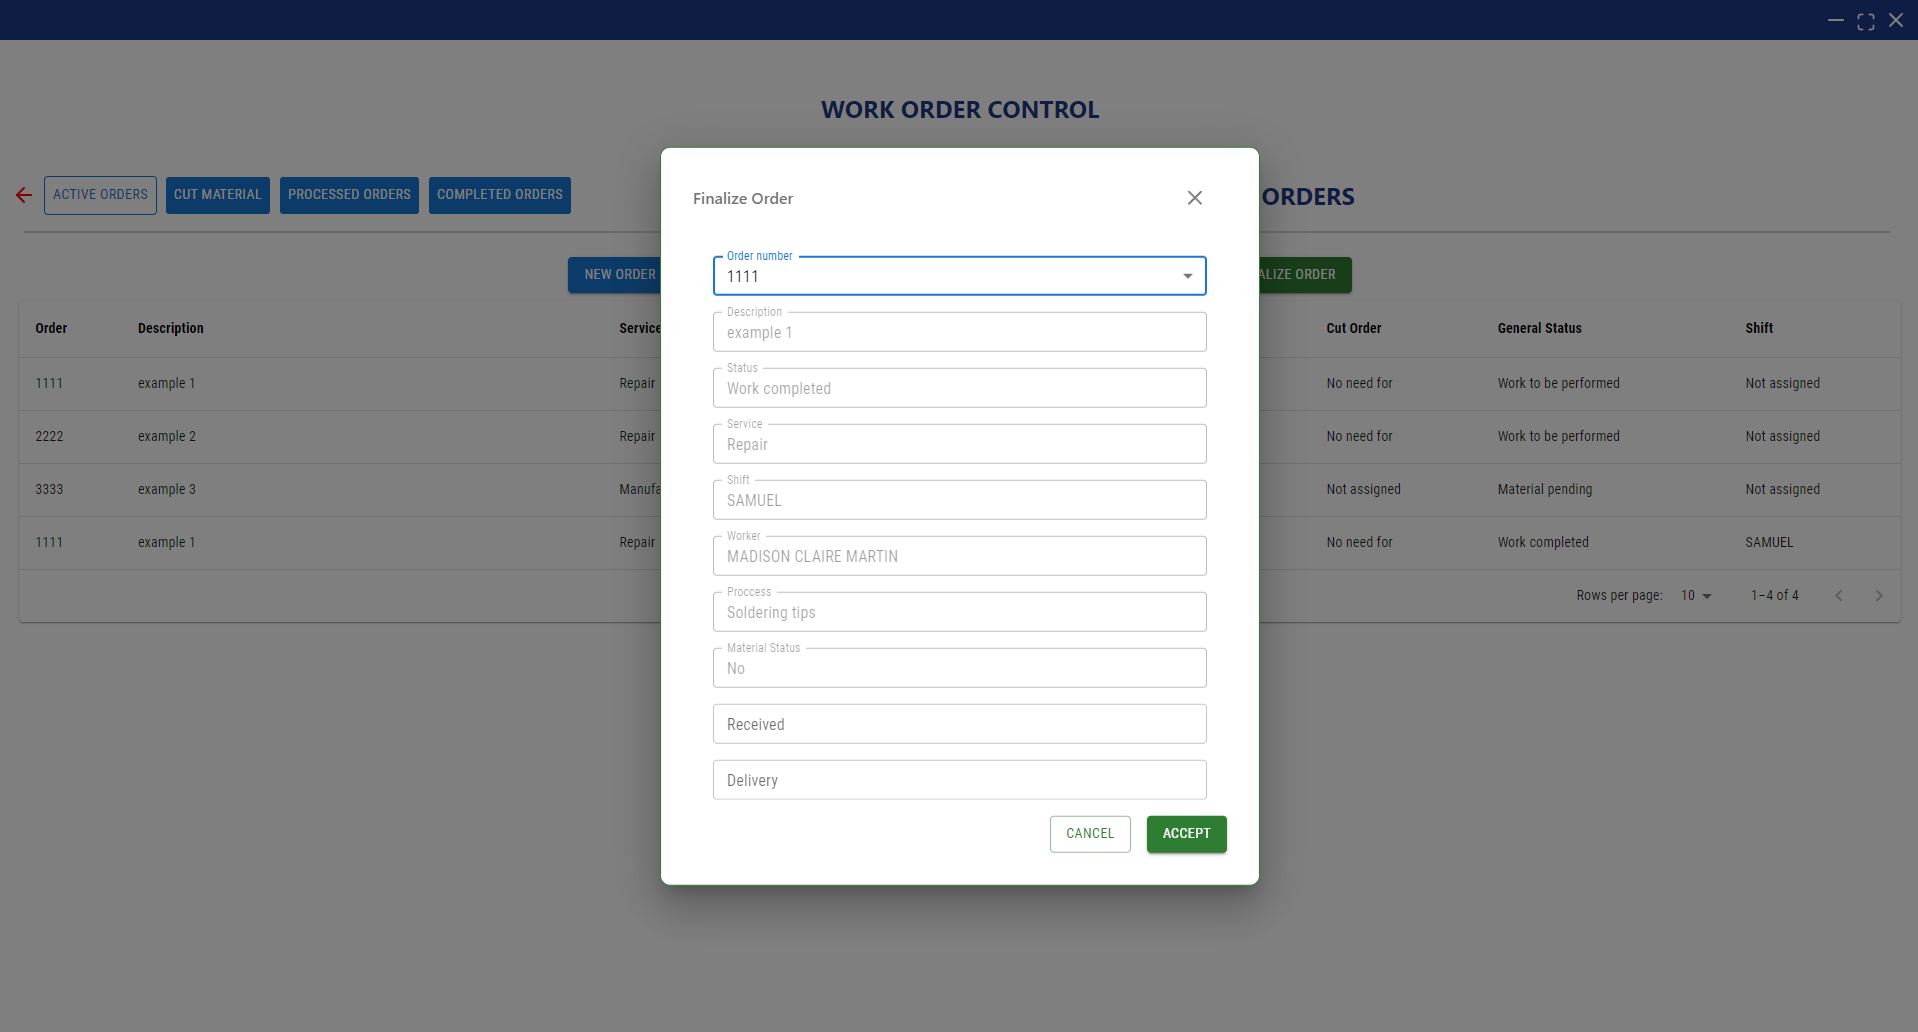 WORK ORDER CONTROL
ACTIVE ORDERS CUT MATERIAL PROCESSED ORDERS COMPLETED ORDERS ORDERS
NEW ORDER ALIZE ORDER
Order Description Service Cut Order General Status Shift
1111 example 1 Repair No need for Work to be performed Not assigned
2222 example 2 Repair No need for Work to be performed Not assigned
3333 example 3 Manufa Not assigned Material pending Not assigned
1111 example 1 Repair No need for Work completed SAMUEL
Rows per page: 10 1–4 of 4
Finalize Order
Order number
1111
Description
example 1
Status
Work completed
Service
Repair
Shift
SAMUEL
Worker
MADISON CLAIRE MARTIN
Proccess
Soldering tips
Material Status
No
Received
Delivery
CANCEL ACCEPT